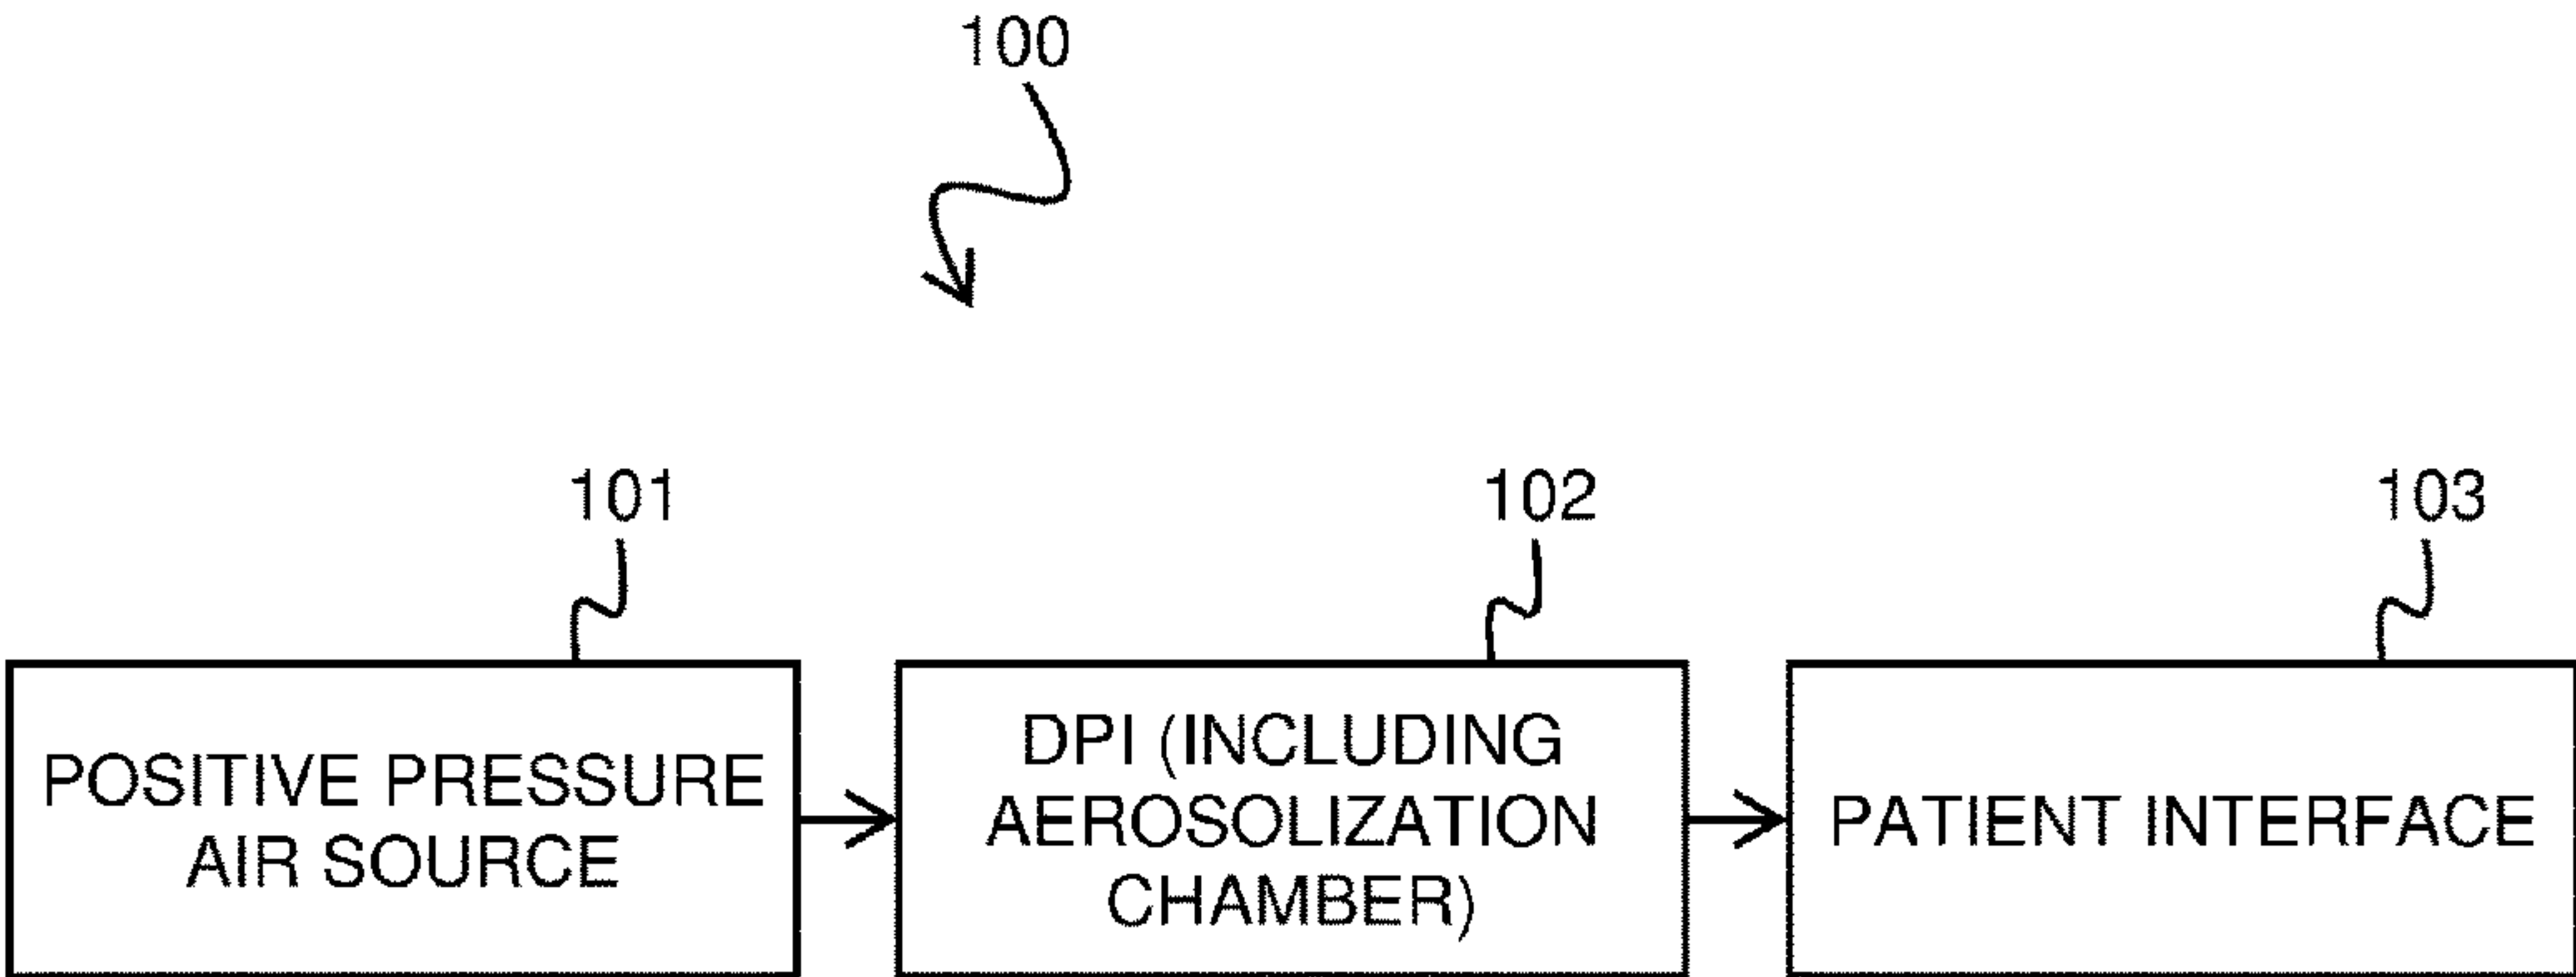 100
101
102
103
POSITIVE PRESSURE
AIR SOURCE
DPI (INCLUDING
AEROSOLIZATION
CHAMBER)
PATIENT INTERFACE